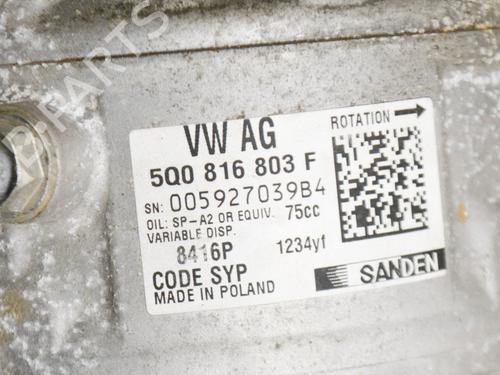 VW AG
ROTATION
5Q0 816 803 F
SN: 005927039B4
OIL: SP-A2 OR EQUIV. 75cc
VARIABLE DISP.
8416P 1234yf
CODE SYP
MADE IN POLAND
SANDEN